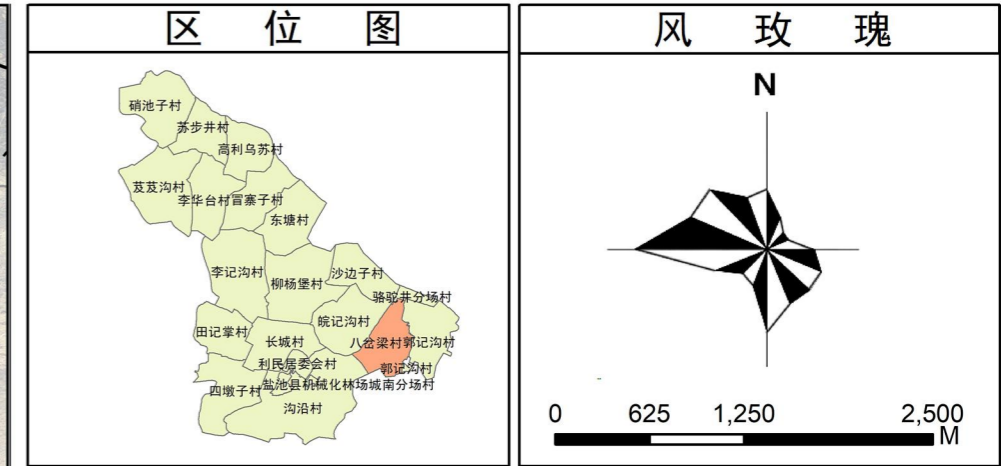 区 位 图
硝池子村
苏步井村
高利乌苏村
芨芨沟村
李华台村
冒寨子村
东塘村
李记沟村
柳杨堡村
沙边子村
骆驼井分场村
皖记沟村
田记掌村
长城村
八岔梁村
郭记沟村
利民居委会村
郭记沟村
盐池县机械化林场城南分场村
四墩子村
沟沿村
风 玫 瑰
N
0 625 1,250 2,500
M